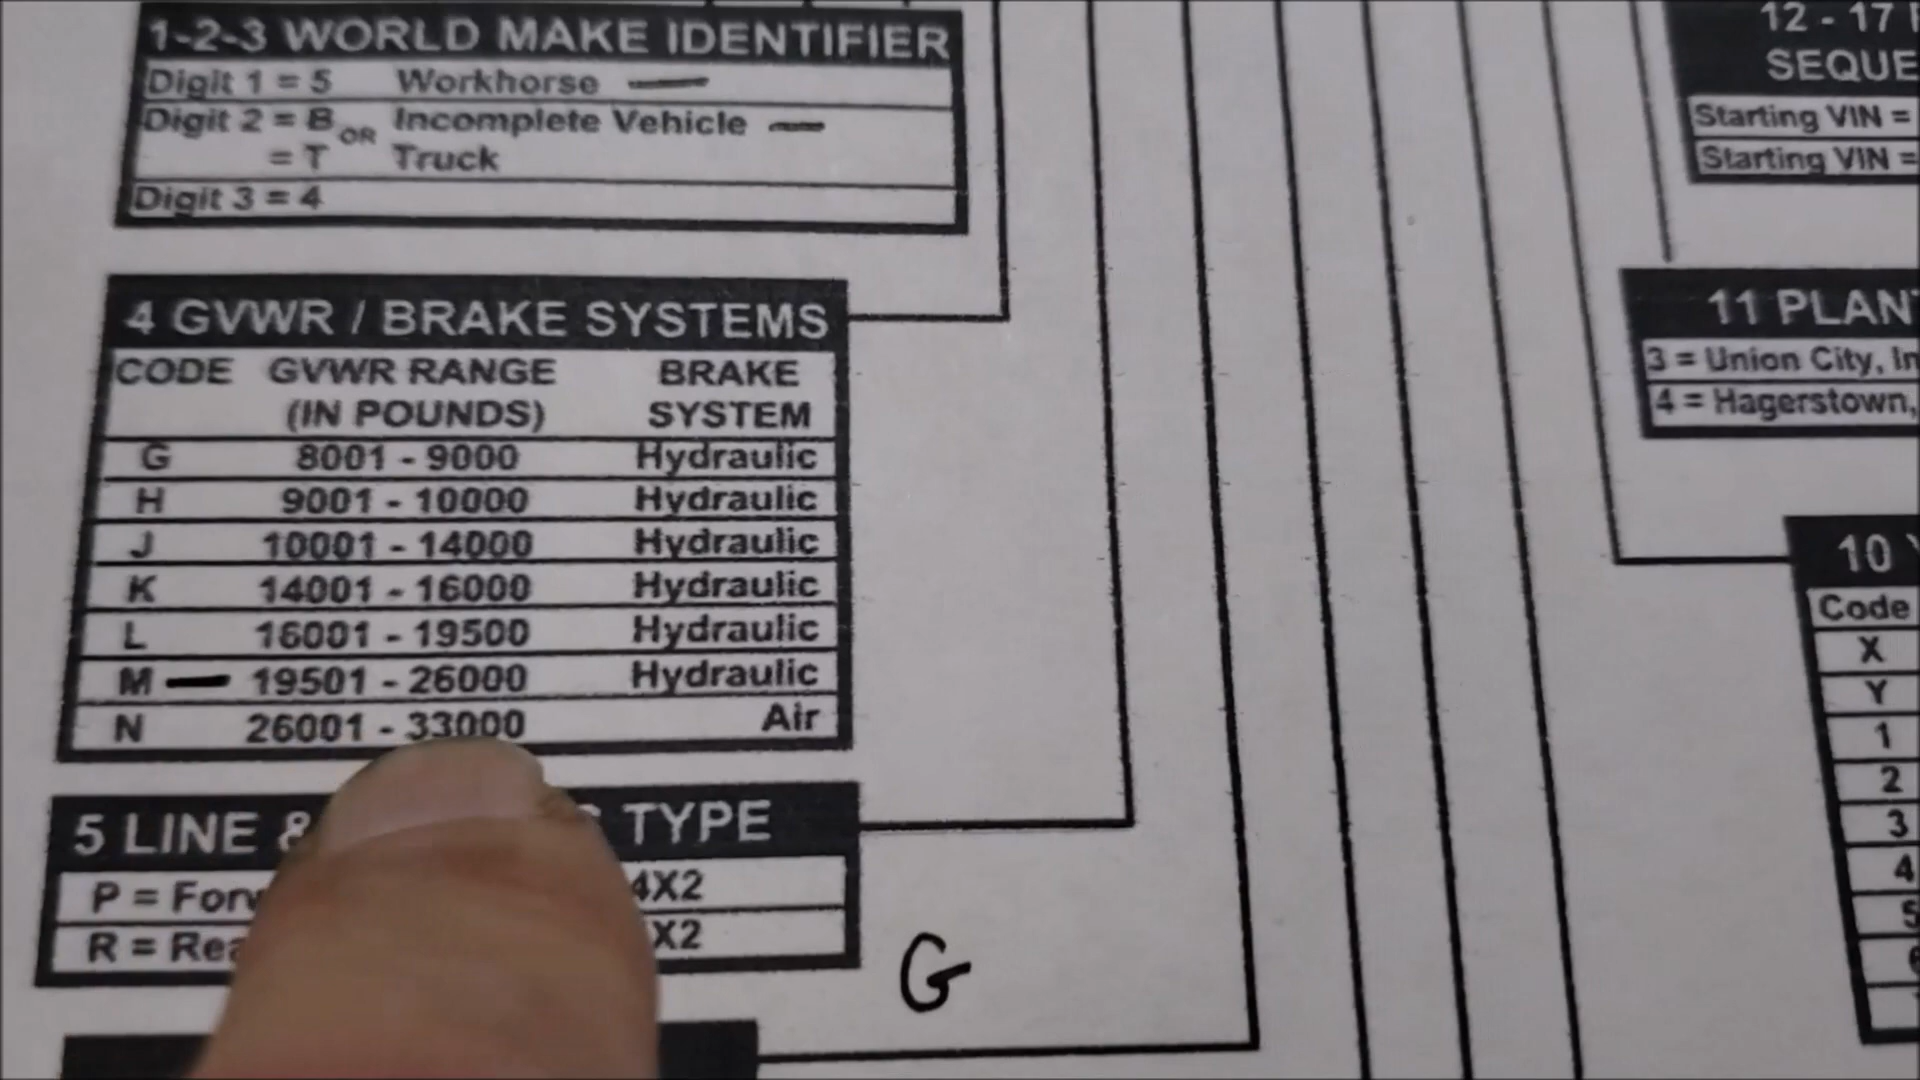 1-2-3 WORLD MAKE IDENTIFIER
Digit 1 = 5 Workhorse
Digit 2 = B OR Incomplete Vehicle
= T Truck
Digit 3 = 4
4 GVWR / BRAKE SYSTEMS
CODE GVWR RANGE BRAKE
(IN POUNDS) SYSTEM
G 8001 - 9000 Hydraulic
H 9001 - 10000 Hydraulic
J 10001 - 14000 Hydraulic
K 14001 - 16000 Hydraulic
L 16001 - 19500 Hydraulic
M 19501 - 26000 Hydraulic
N 26001 - 33000 Air
5 LINE & TYPE
P = Forw 4X2
R = Rea X2
G
12 - 17
SEQUE
Starting VIN =
Starting VIN =
11 PLANT
3 = Union City, In
4 = Hagerstown,
10
Code
X
Y
1
2
3
4
5